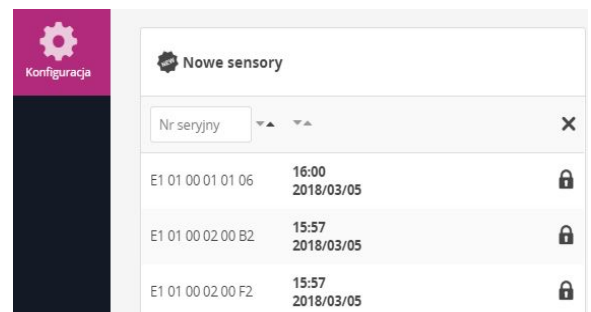 Konfiguracja
NEW Nowe sensory
Nr seryjny
E1 01 00 01 01 06 16:00
2018/03/05
E1 01 00 02 00 B2 15:57
2018/03/05
E1 01 00 02 00 F2 15:57
2018/03/05